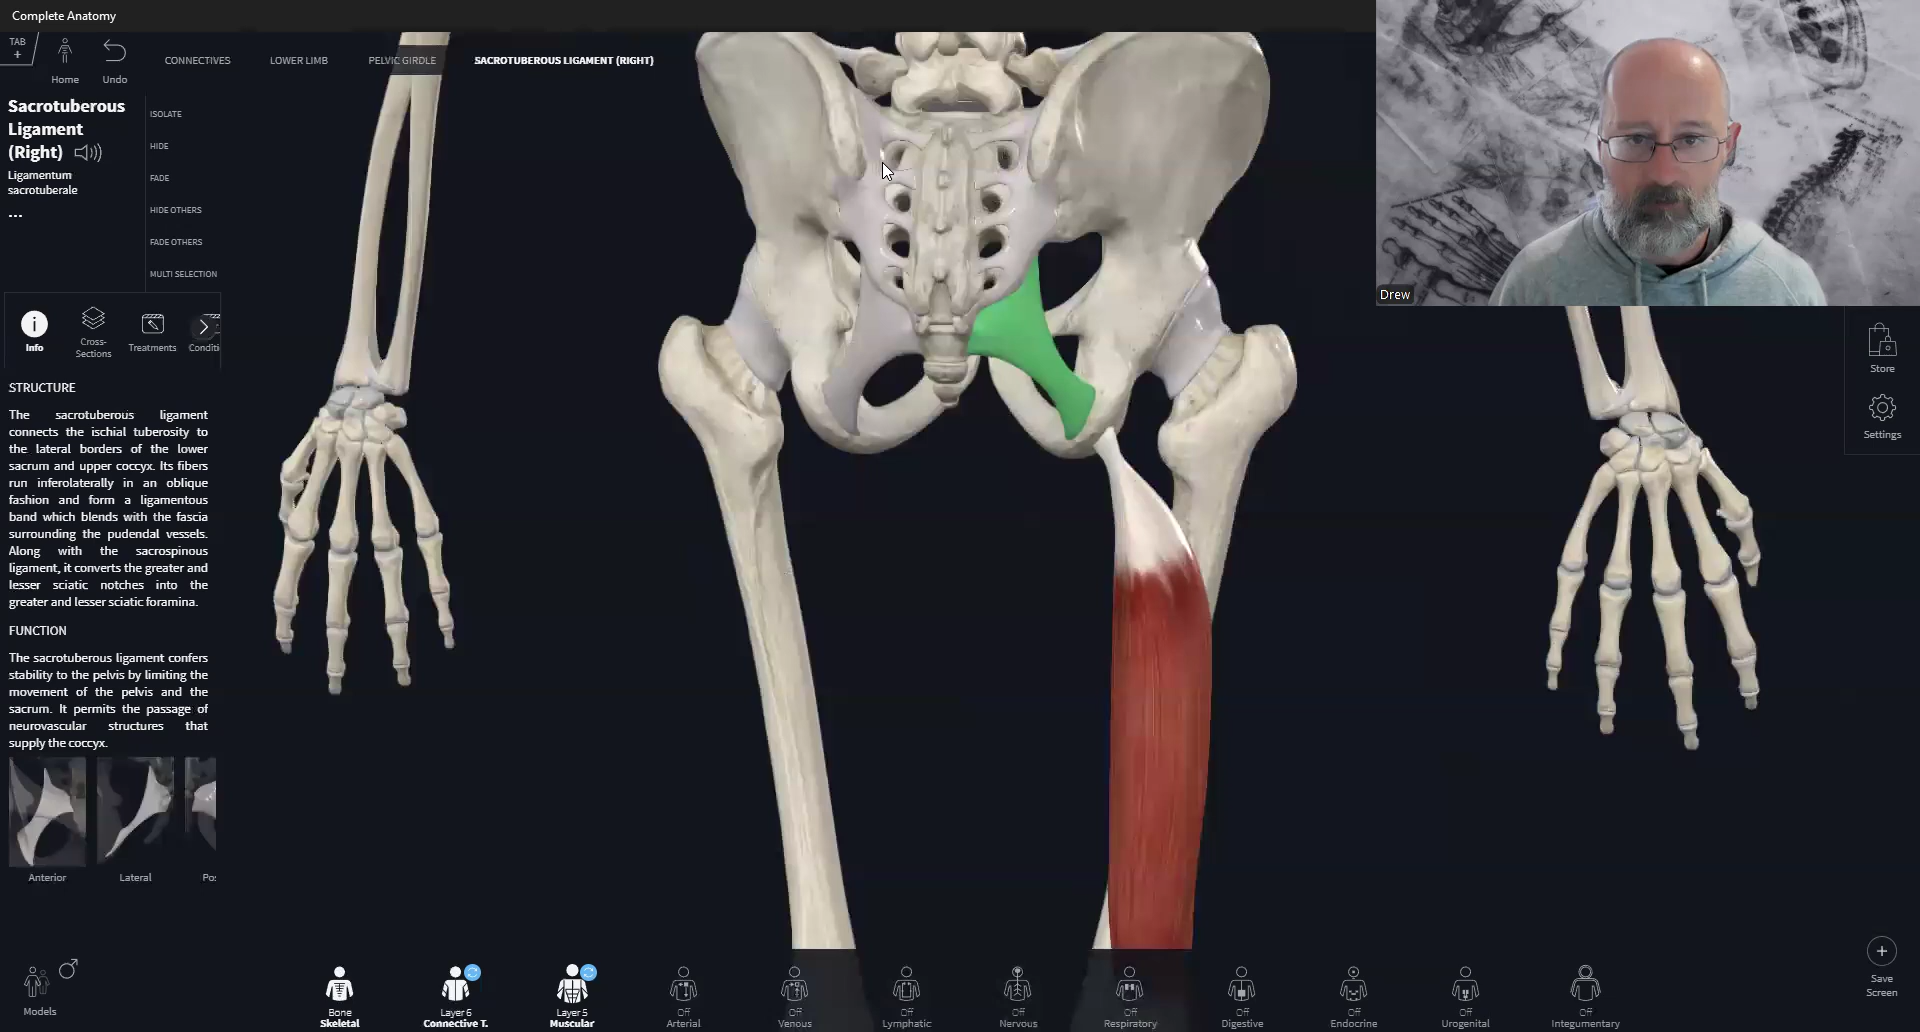 Complete Anatomy
TAB
+
Home
Undo
CONNECTIVES
LOWER LIMB
PELVIC GIRDLE
SACROTUBEROUS LIGAMENT (RIGHT)
Sacrotuberous
Ligament
(Right)
Ligamentum
sacrotuberale
...
ISOLATE
HIDE
FADE
HIDE OTHERS
FADE OTHERS
MULTI SELECTION
Info
Cross-
Sections
Treatments
Conditi
STRUCTURE
The sacrotuberous ligament
connects the ischial tuberosity to
the lateral borders of the lower
sacrum and upper coccyx. Its fibers
run inferolaterally in an oblique
fashion and form a ligamentous
band which blends with the fascia
surrounding the pudendal vessels.
Along with the sacrospinous
ligament, it converts the greater and
lesser sciatic notches into the
greater and lesser sciatic foramina.
FUNCTION
The sacrotuberous ligament confers
stability to the pelvis by limiting the
movement of the pelvis and the
sacrum. It permits the passage of
neurovascular structures that
supply the coccyx.
Anterior
Lateral
Pos
Models
Bone
Skeletal
Layer 6
Connective T.
Layer 5
Muscular
Off
Arterial
Off
Venous
Off
Lymphatic
Off
Nervous
Off
Respiratory
Off
Digestive
Off
Endocrine
Off
Urogenital
Off
Integumentary
Drew
Store
Settings
+
Save
Screen